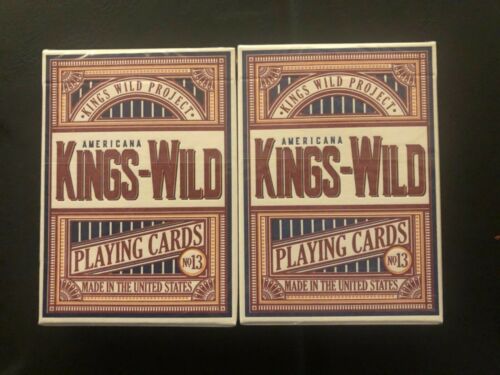 KINGS WILD PROJECT
AMERICANA
KINGS-WILD
PLAYING CARDS
No13
MADE IN THE UNITED STATES
KINGS WILD PROJECT
AMERICANA
KINGS-WILD
PLAYING CARDS
No13
MADE IN THE UNITED STATES